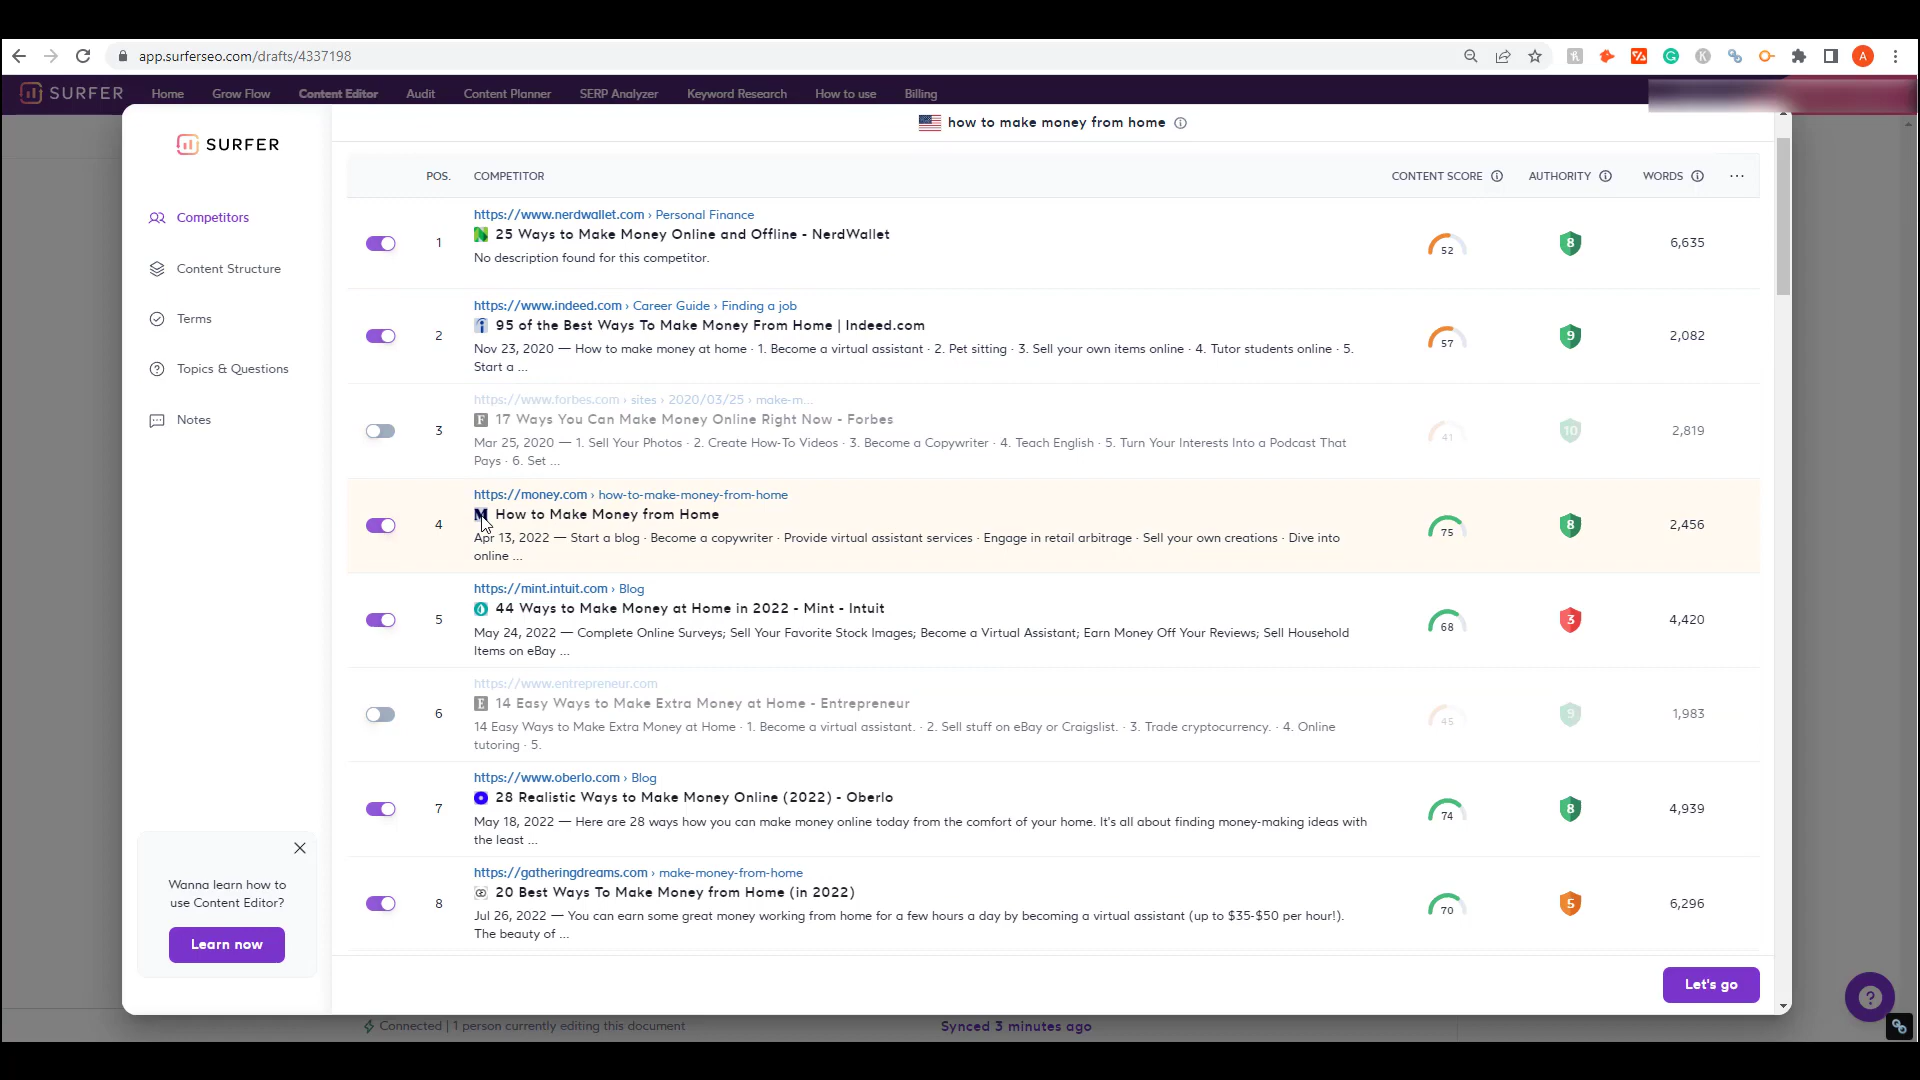 app.surferseo.com/drafts/4337198
A
SURFER Home Grow Flow Content Editor Audit Content Planner SERP Analyzer Keyword Research How to use Billing
SURFER
Competitors
Content Structure
Terms
Topics & Questions
Notes
Wanna learn how to
use Content Editor?
Learn now
how to make money from home
POS. COMPETITOR CONTENT SCORE AUTHORITY WORDS
https://www.nerdwallet.com › Personal Finance
1 25 Ways to Make Money Online and Offline - NerdWallet 52 8 6,635
No description found for this competitor.
https://www.indeed.com › Career Guide › Finding a job
2 95 of the Best Ways To Make Money From Home | Indeed.com 57 9 2,082
Nov 23, 2020 — How to make money at home · 1. Become a virtual assistant · 2. Pet sitting · 3. Sell your own items online · 4. Tutor students online · 5.
Start a ...
https://www.forbes.com › sites › 2020/03/25 › make-m...
3 17 Ways You Can Make Money Online Right Now - Forbes 41 10 2,819
Mar 25, 2020 — 1. Sell Your Photos · 2. Create How-To Videos · 3. Become a Copywriter · 4. Teach English · 5. Turn Your Interests Into a Podcast That
Pays · 6. Set ...
https://money.com › how-to-make-money-from-home
4 How to Make Money from Home 75 8 2,456
Apr 13, 2022 — Start a blog · Become a copywriter · Provide virtual assistant services · Engage in retail arbitrage · Sell your own creations · Dive into
online ...
https://mint.intuit.com › Blog
5 44 Ways to Make Money at Home in 2022 - Mint - Intuit 68 3 4,420
May 24, 2022 — Complete Online Surveys; Sell Your Favorite Stock Images; Become a Virtual Assistant; Earn Money Off Your Reviews; Sell Household
Items on eBay ...
https://www.entrepreneur.com
6 14 Easy Ways to Make Extra Money at Home - Entrepreneur 45 9 1,983
14 Easy Ways to Make Extra Money at Home · 1. Become a virtual assistant. · 2. Sell stuff on eBay or Craigslist. · 3. Trade cryptocurrency. · 4. Online
tutoring · 5.
https://www.oberlo.com › Blog
7 28 Realistic Ways to Make Money Online (2022) - Oberlo 74 8 4,939
May 18, 2022 — Here are 28 ways how you can make money online today from the comfort of your home. It's all about finding money-making ideas with
the least ...
https://gatheringdreams.com › make-money-from-home
8 20 Best Ways To Make Money from Home (in 2022) 70 5 6,296
Jul 26, 2022 — You can earn some great money working from home for a few hours a day by becoming a virtual assistant (up to $35-$50 per hour!).
The beauty of ...
Let's go
Connected | 1 person currently editing this document Synced 3 minutes ago